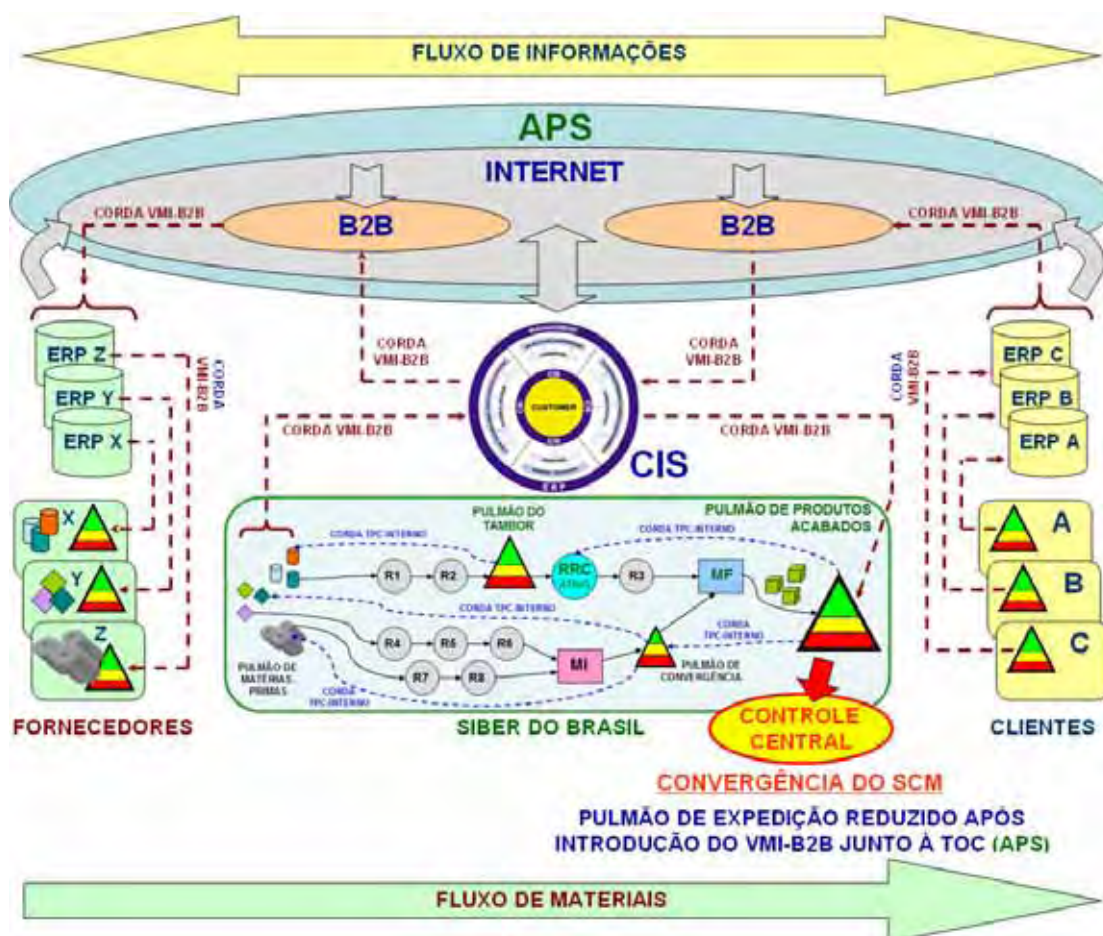 FLUXO DE INFORMAÇÕES
APS
INTERNET
CORDA VMI-B2B
B2B
B2B
CORDA VMI-B2B
ERP Z
ERP Y
ERP X
CORDA
VMI-B2B
CORDA
VMI-B2B
CORDA
VMI-B2B
CORDA
VMI-B2B
ERP C
ERP B
ERP A
CUSTOMER
ERP
CORDA VMI-B2B
CORDA VMI-B2B
CIS
X
Y
Z
FORNECEDORES
PULMÃO DO
TAMBOR
PULMÃO DE PRODUTOS
ACABADOS
CORDA TPC-INTERNO
CORDA TPC-INTERNO
R1
R2
RRC
R3
MF
CORDA TPC-INTERNO
CORDA
TPC-INTERNO
R4
R5
R6
MI
R7
R8
PULMÃO DE
MATÉRIAS-
PRIMAS
CORDA
TPC-INTERNO
PULMÃO DE
CONVERGÊNCIA
SIBER DO BRASIL
A
B
C
CLIENTES
CONTROLE
CENTRAL
CONVERGÊNCIA DO SCM
PULMÃO DE EXPEDIÇÃO REDUZIDO APÓS
INTRODUÇÃO DO VMI-B2B JUNTO À TOC (APS)
FLUXO DE MATERIAIS